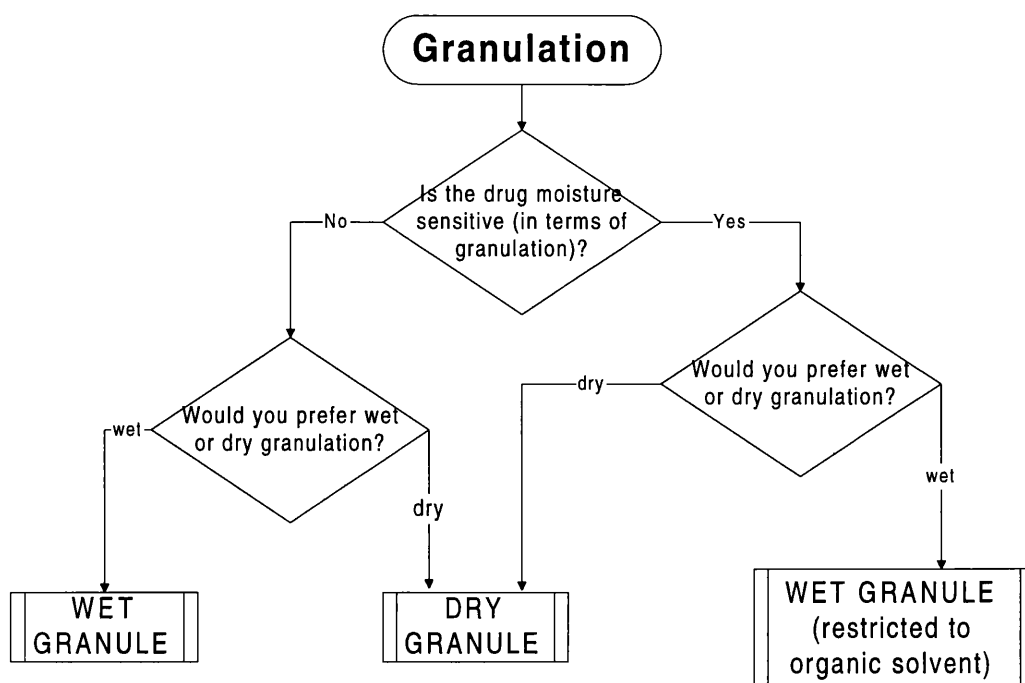 Granulation
Is the drug moisture
sensitive (in terms of
granulation)?
No
Yes
Would you prefer wet
or dry granulation?
dry
wet
Would you prefer wet
or dry granulation?
wet
dry
WET
GRANULE
DRY
GRANULE
WET GRANULE
(restricted to
organic solvent)